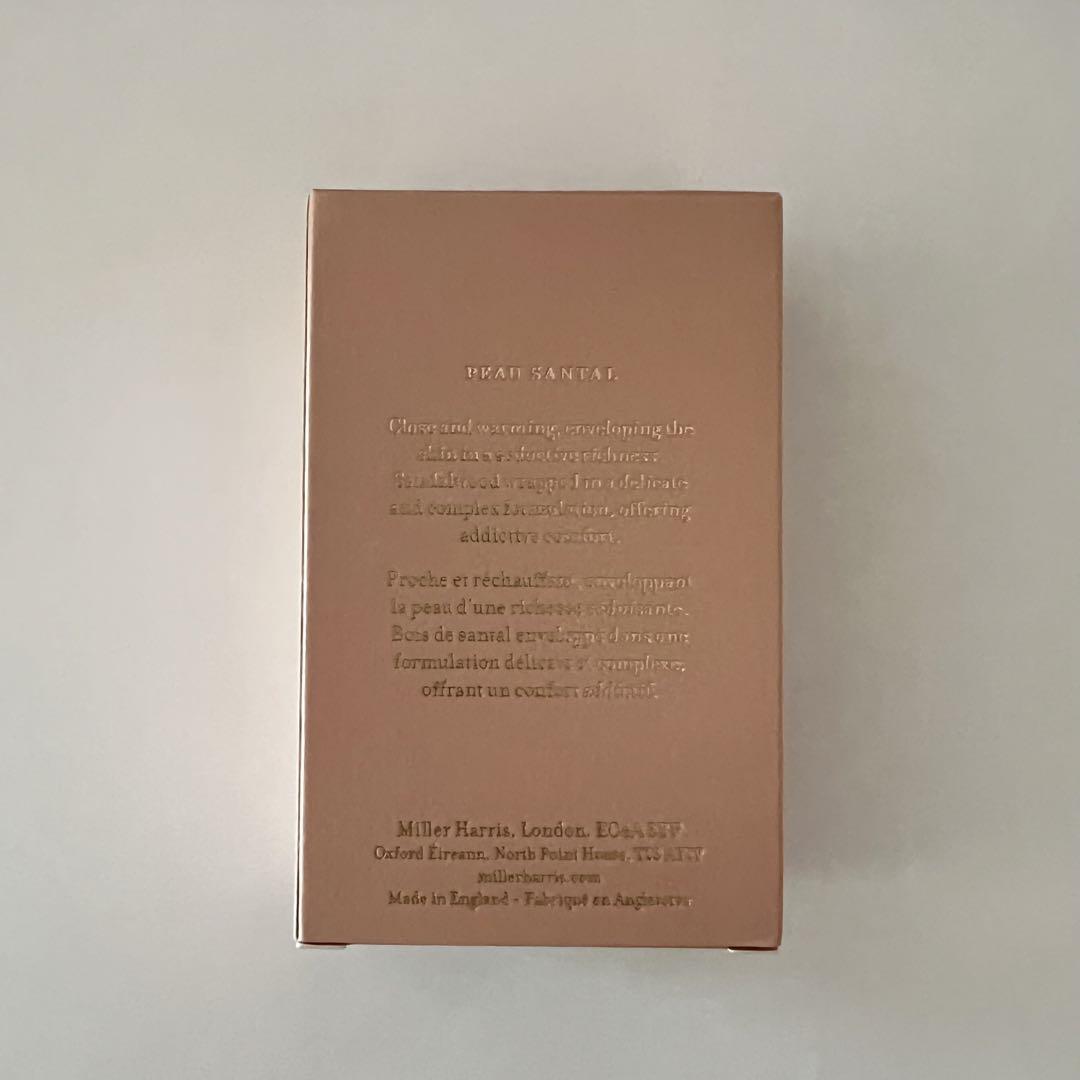 PEAU SANTAL
Close and warming, enveloping the
skin in a seductive richness.
Sandalwood wrapped in a delicate
and complex formulation, offering
addictive comfort.
Proche et réchauffant, enveloppant
la peau d'une richesse séduisante.
Bois de santal enveloppé dans une
formulation délicate et complexe,
offrant un confort addictif.
Miller Harris, London,
Oxford Éireann, North Point House,
millerharris.com
Made in England - Fabriqué en Angleterre